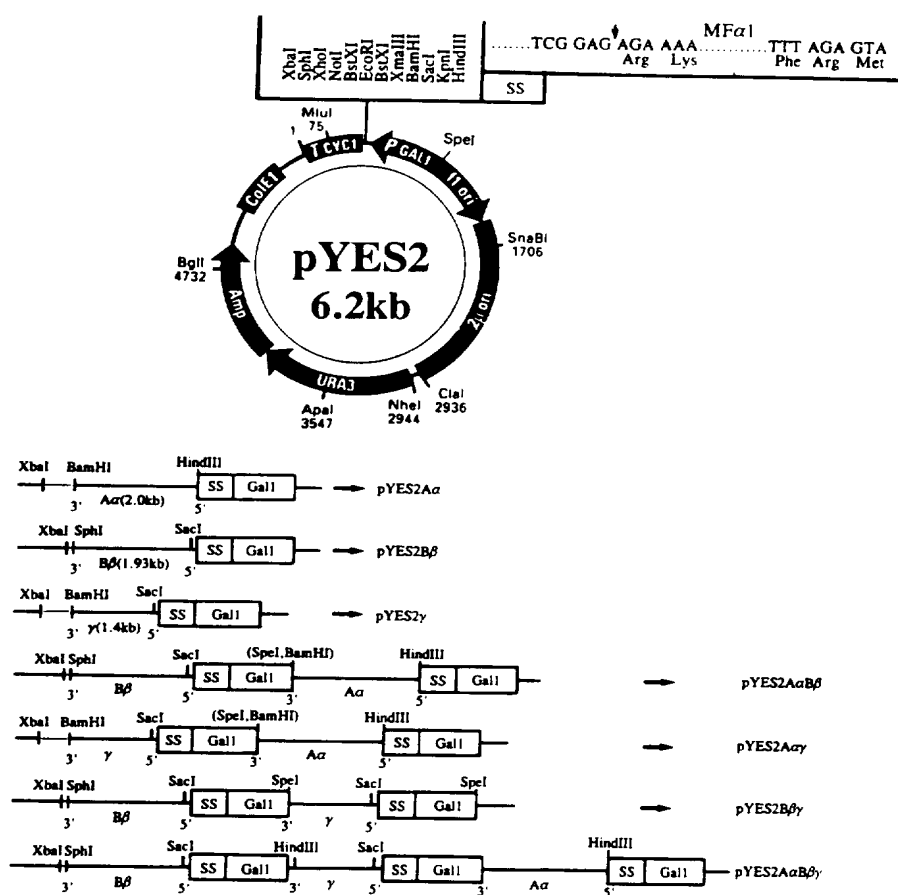 XbaI SphI XhoI NotI BstXI EcoRI BstXI XmaIII BamHI SacI KpnI HindIII
MFα1
.......TCG GAG AGA AAA............TTT AGA GTA
Arg Lys Phe Arg Met
SS
MluI
75
1
T CYC1
P GAL1
SpeI
f1 ori
ColE1
SnaBI
1706
pYES2
6.2kb
BglI
4732
Amp
2μ ori
URA3
ApaI
3547
NheI
2944
ClaI
2936
XbaI BamHI HindIII
SS Gal1 pYES2Aα
3' Aα(2.0kb) 5'
XbaI SphI SacI
SS Gal1 pYES2Bβ
3' Bβ(1.93kb) 5'
XbaI BamHI SacI
SS Gal1 pYES2γ
3' γ(1.4kb) 5'
XbaI SphI SacI (SpeI,BamHI) HindIII
SS Gal1 SS Gal1 pYES2AαBβ
3' Bβ 5' 3' Aα 5'
XbaI BamHI SacI (SpeI,BamHI) HindIII
SS Gal1 SS Gal1 pYES2Aαγ
3' γ 5' 3' Aα 5'
XbaI SphI SacI SpeI SacI SpeI
SS Gal1 SS Gal1 pYES2Bβγ
3' Bβ 5' 3' γ 5'
XbaI SphI SacI HindIII SacI HindIII
SS Gal1 SS Gal1 SS Gal1 pYES2AαBβγ
3' Bβ 5' 3' γ 5' 3' Aα 5'